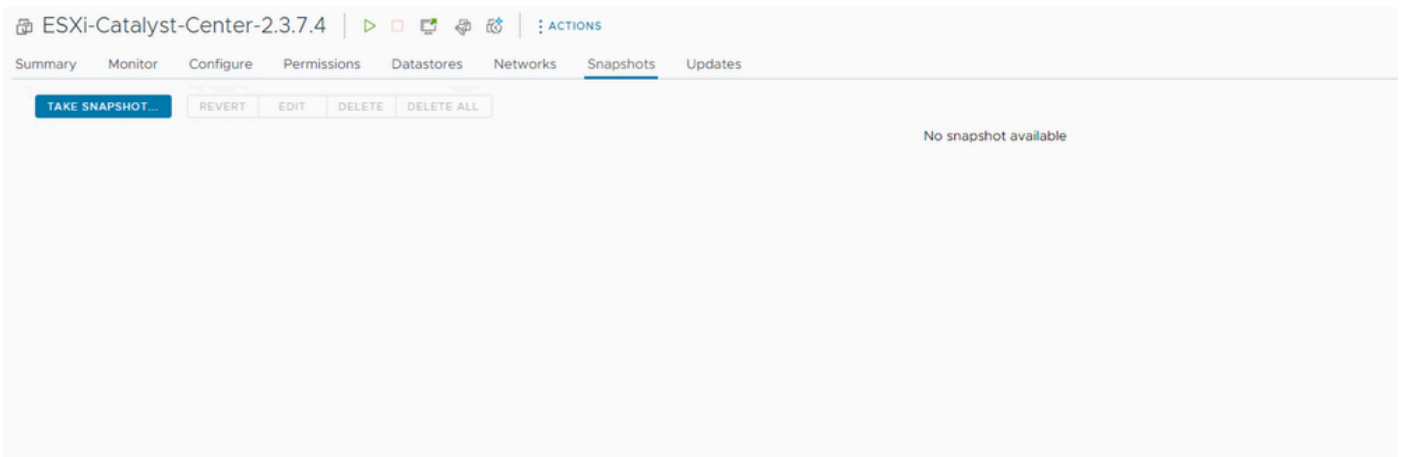 ESXi-Catalyst-Center-2.3.7.4 ACTIONS
Summary Monitor Configure Permissions Datastores Networks Snapshots Updates
TAKE SNAPSHOT... REVERT EDIT DELETE DELETE ALL
No snapshot available